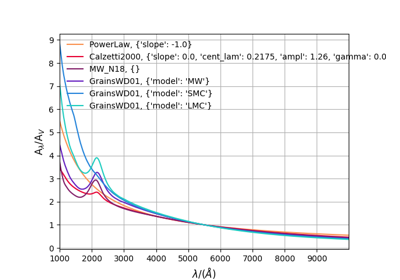 9
8
7
6
5
4
3
2
1
0
A_λ/A_V
PowerLaw, {'slope': -1.0}
Calzetti2000, {'slope': 0.0, 'cent_lam': 0.2175, 'ampl': 1.26, 'gamma': 0.0
MW_N18, {}
GrainsWD01, {'model': 'MW'}
GrainsWD01, {'model': 'SMC'}
GrainsWD01, {'model': 'LMC'}
1000 2000 3000 4000 5000 6000 7000 8000 9000
λ/(Å)